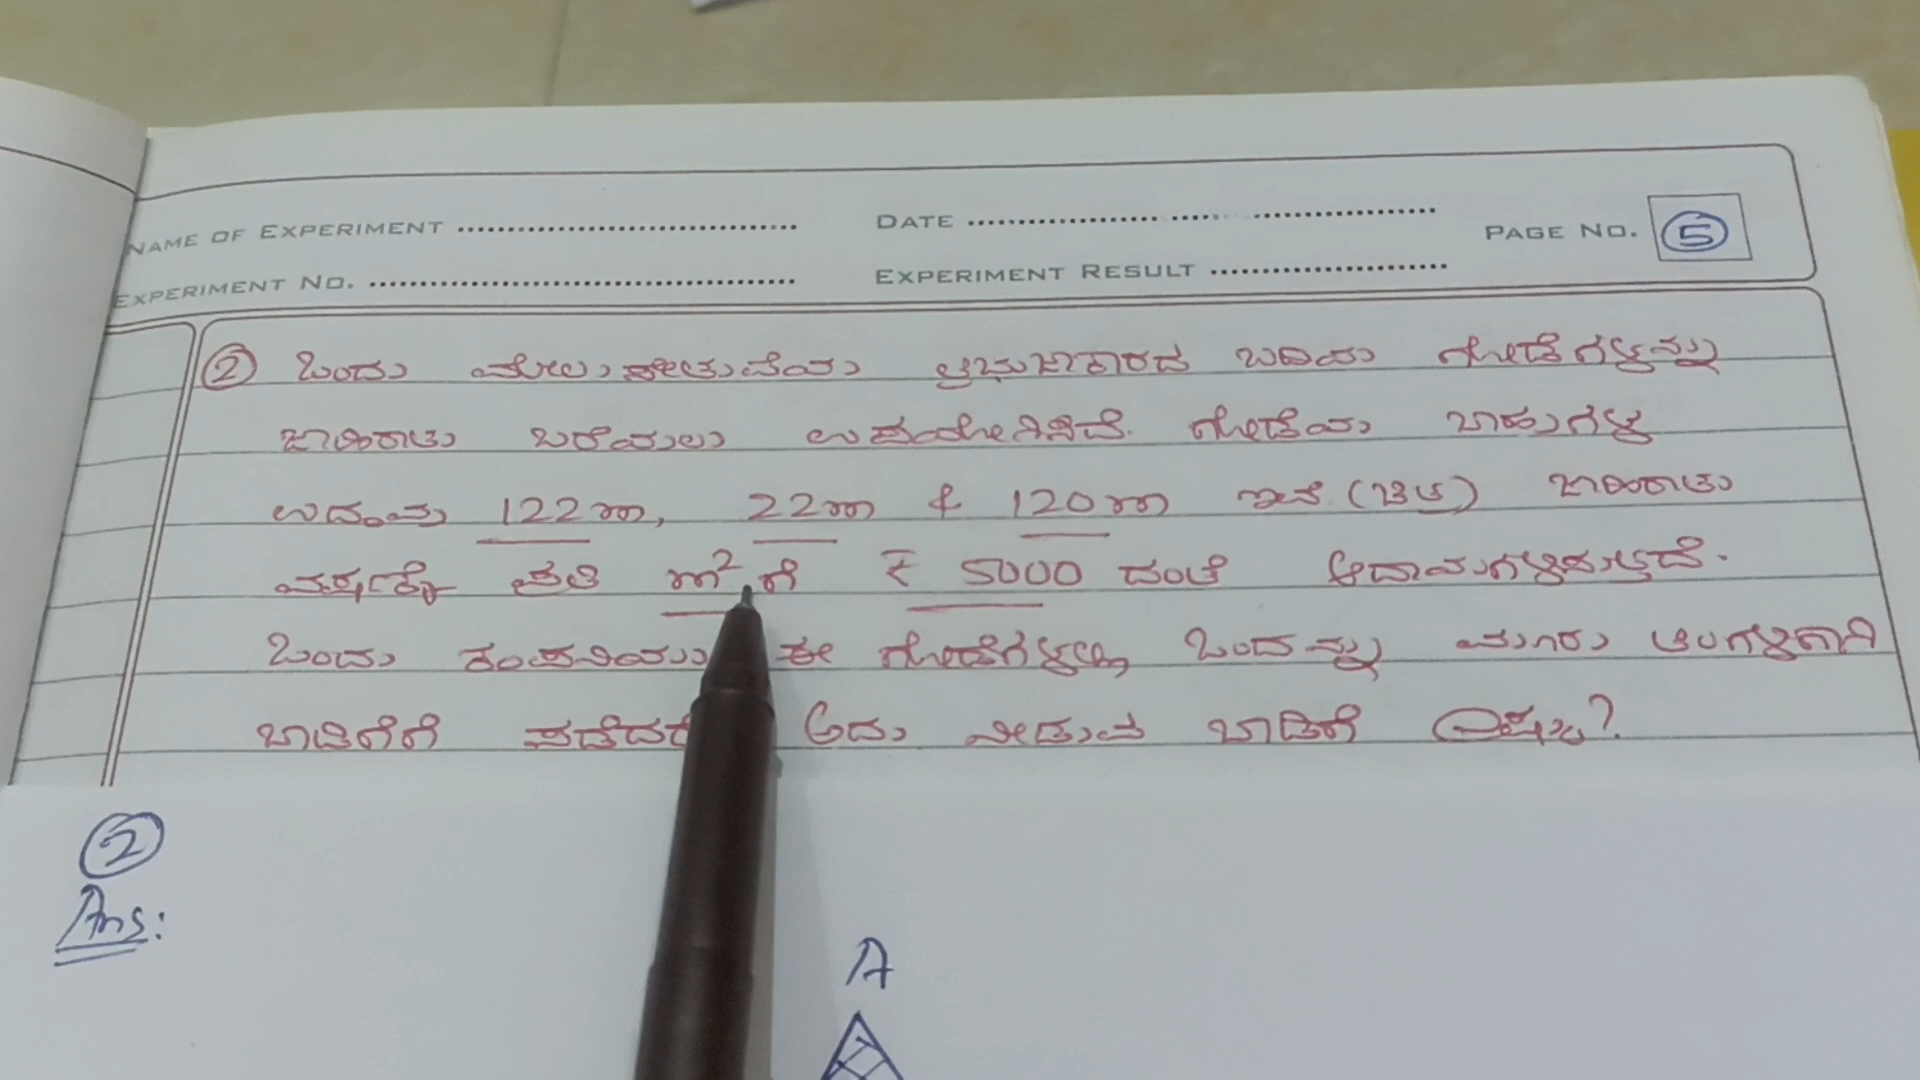 NAME OF EXPERIMENT
DATE
PAGE NO. 5
EXPERIMENT NO.
EXPERIMENT RESULT
② ಒಂದು ಮೇಲು ಸೇತುವೆಯ ತ್ರಿಭುಜಾಕಾರದ ಬದಿಯ ಗೋಡೆಗಳನ್ನು
ಜಾಹಿರಾತು ಬರೆಯಲು ಉಪಯೋಗಿಸಿದೆ. ಗೋಡೆಯ ಬಾಹುಗಳ
ಉದ್ದವು 122m, 22m & 120m ಇವೆ. ಜಾಹಿರಾತು
ವರ್ಷಕ್ಕೆ ಪ್ರತಿ m² ಗೆ ₹ 5000 ದಂತೆ ಆದಾಯಗಳಿಸುತ್ತದೆ.
ಒಂದು ಕಂಪನಿಯು ಈ ಗೋಡೆಗಳಲ್ಲಿ ಒಂದನ್ನು ಮೂರು ತಿಂಗಳಿಗಾಗಿ
ಬಾಡಿಗೆಗೆ ಪಡೆದರೆ ಅದು ನೀಡುವ ಬಾಡಿಗೆ ಎಷ್ಟು?
②
Ans:
A